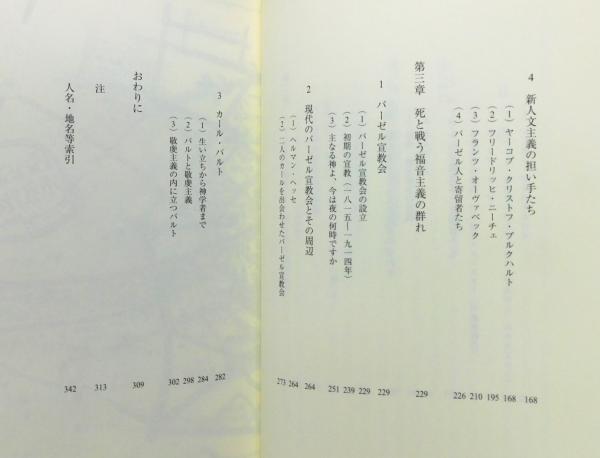 4 新人文主義の担い手たち 168
(1) ヤーコプ・クリストフ・ブルクハルト 168
(2) フリードリッヒ・ニーチェ 195
(3) フランツ・オーヴァベック 210
(4) バーゼル人と寄留者たち 226
第三章 死と戦う福音主義の群れ 229
1 バーゼル宣教会 229
(1) バーゼル宣教会の設立 229
(2) 初期の宣教(一八一五―一九一四年) 239
(3) 主なる神よ、今は夜の何時ですか 251
2 現代のバーゼル宣教会とその周辺 264
(1) ヘルマン・ヘッセ 264
(2) 二人のカールを出会わせたバーゼル宣教会 273
3 カール・バルト 282
(1) 生い立ちから神学者まで 284
(2) バルトと敬虔主義 298
(3) 敬虔主義の内に立つバルト 302
おわりに 309
注 313
人名・地名等索引 342